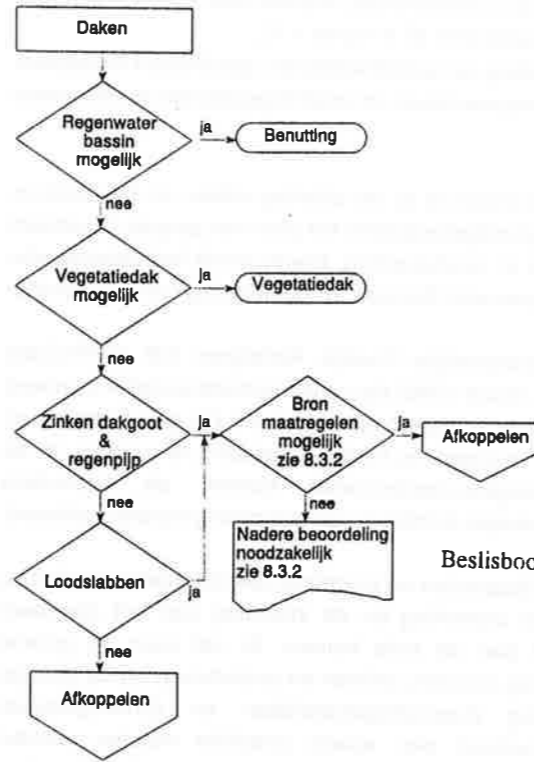 Daken
Regenwater
bassin
mogelijk
ja
Benutting
nee
Vegetatiedak
mogelijk
ja
Vegetatiedak
nee
Zinken dakgoot
&
regenpijp
ja
Bron
maatregelen
mogelijk
zie 8.3.2
ja
Afkoppelen
nee
nee
Nadere beoordeling
noodzakelijk
zie 8.3.2
Beslisboo
Loodslabben
ja
nee
Afkoppelen